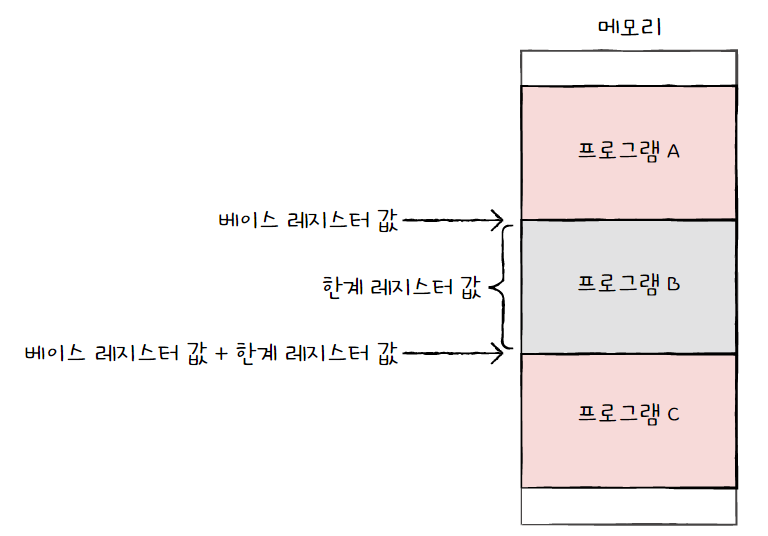 메모리
프로그램 A
베이스 레지스터 값
한계 레지스터 값
프로그램 B
베이스 레지스터 값 + 한계 레지스터 값
프로그램 C